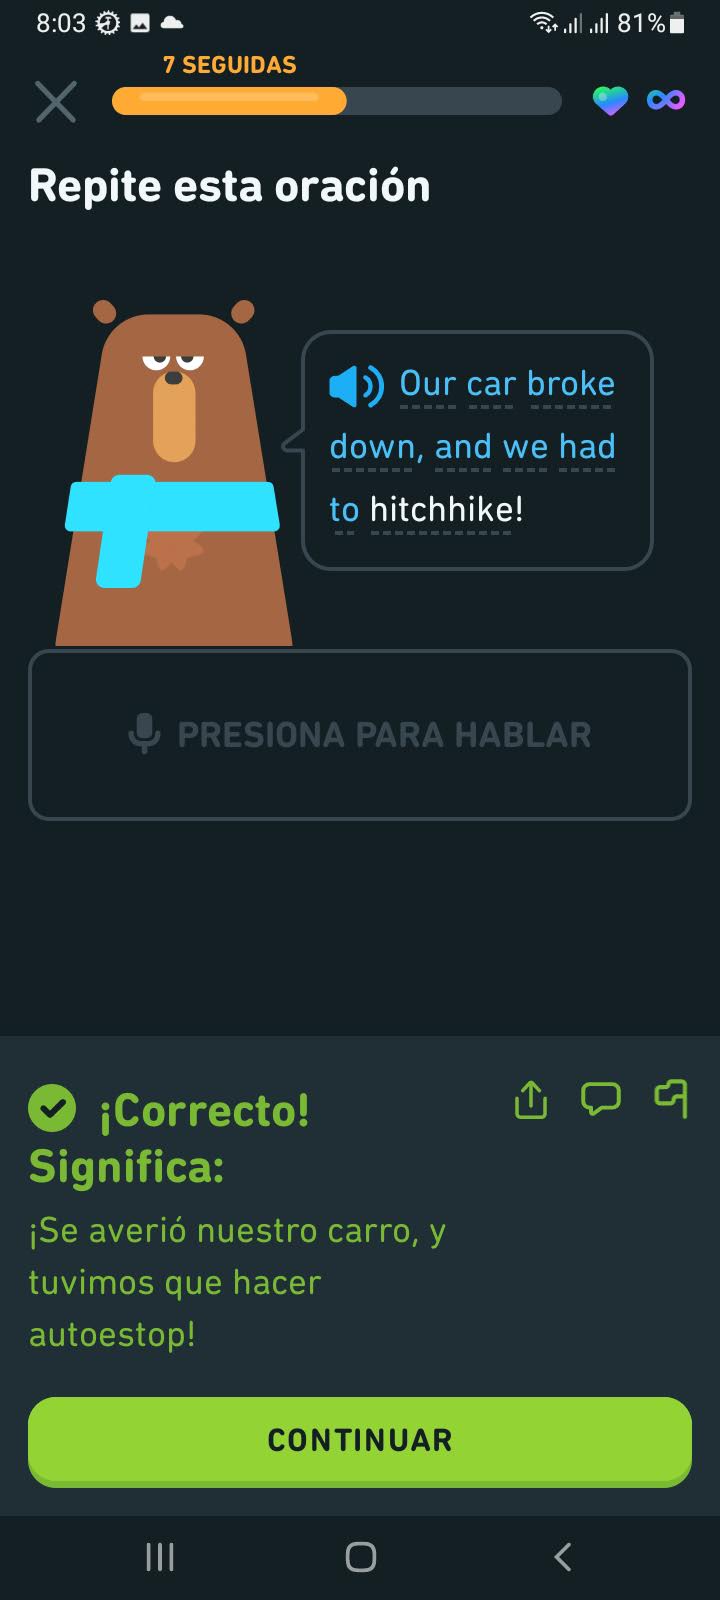 8:03
81%
7 SEGUIDAS
Repite esta oración
Our car broke
down, and we had
to hitchhike!
PRESIONA PARA HABLAR
¡Correcto!
Significa:
¡Se averió nuestro carro, y
tuvimos que hacer
autoestop!
CONTINUAR